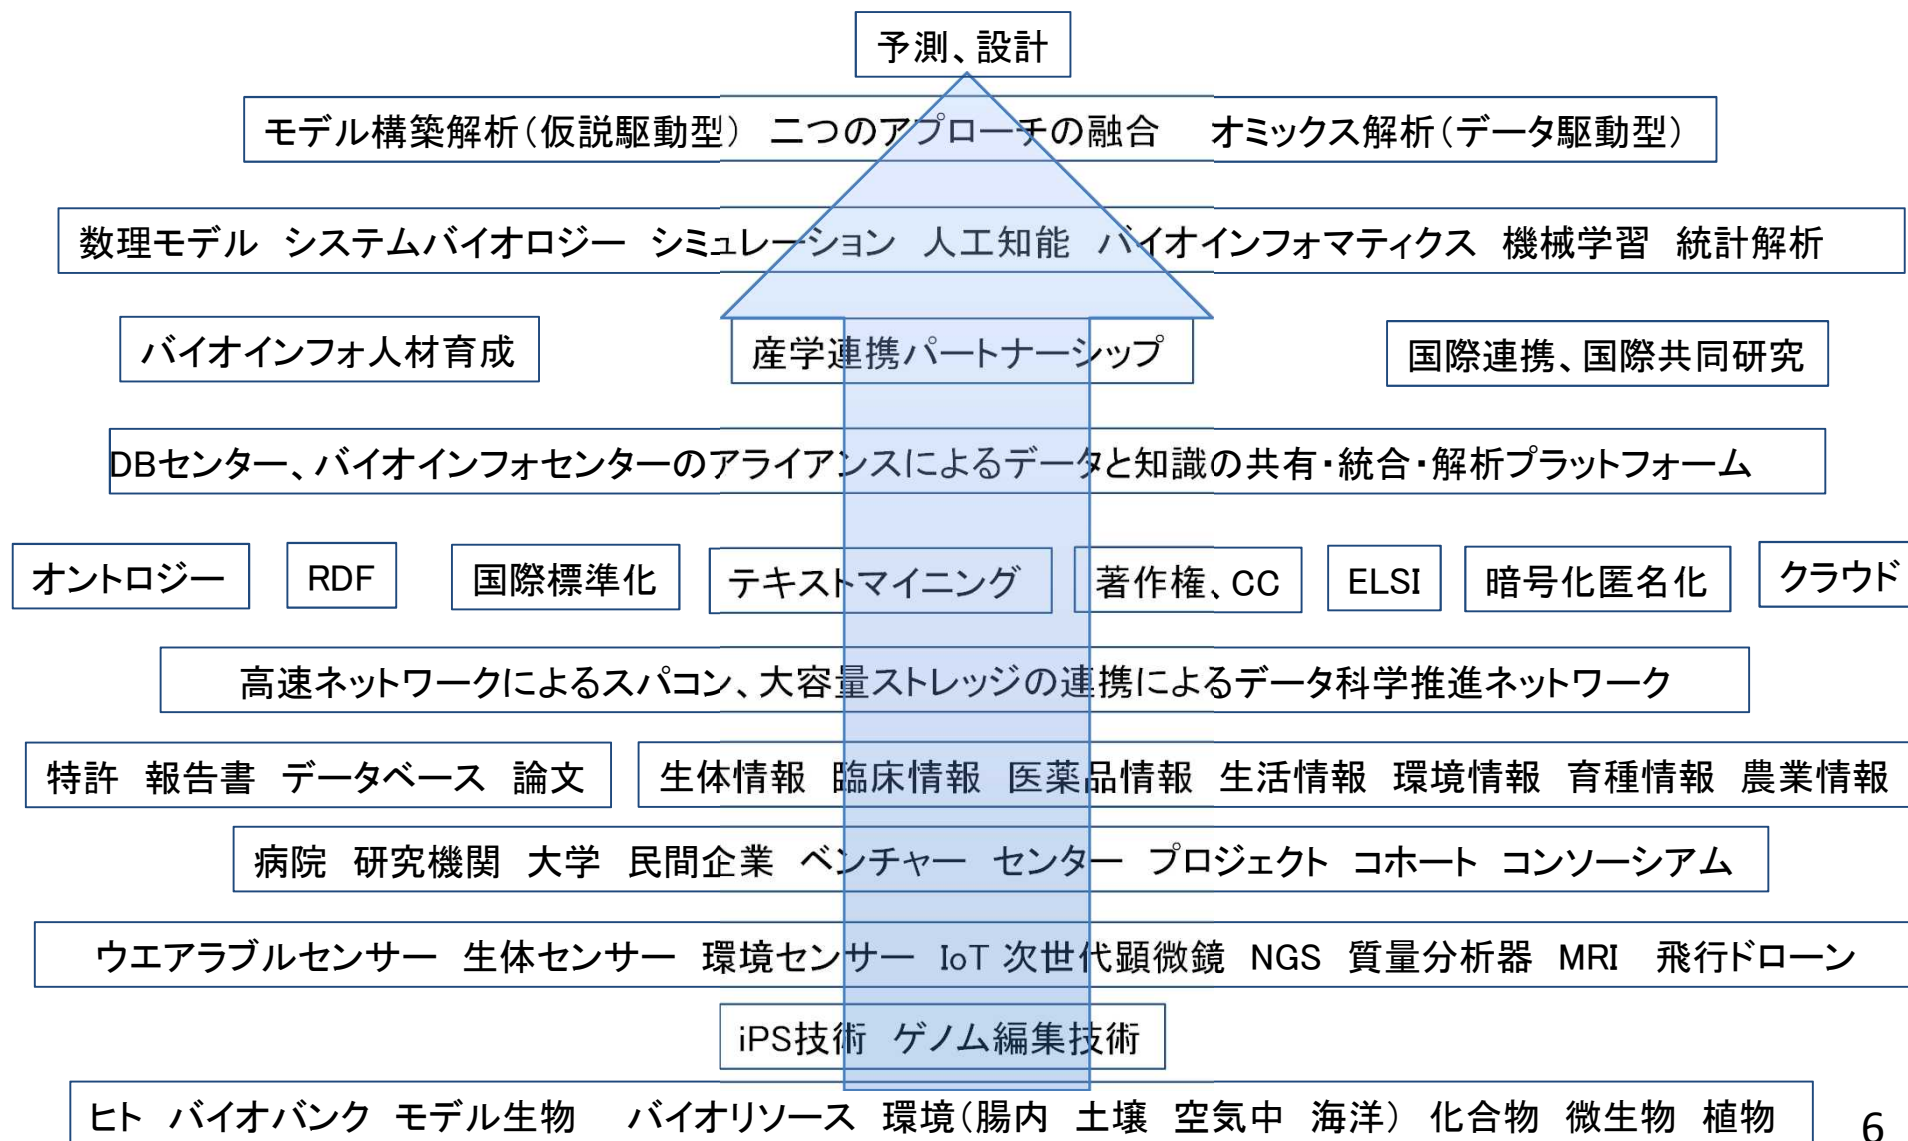 予測、設計
モデル構築解析(仮説駆動型) 二つのアプローチの融合 オミックス解析(データ駆動型)
数理モデル システムバイオロジー シミュレーション 人工知能 バイオインフォマティクス 機械学習 統計解析
バイオインフォ人材育成
産学連携パートナーシップ
国際連携、国際共同研究
DBセンター、バイオインフォセンターのアライアンスによるデータと知識の共有・統合・解析プラットフォーム
オントロジー
RDF
国際標準化
テキストマイニング
著作権、CC
ELSI
暗号化匿名化
クラウド
高速ネットワークによるスパコン、大容量ストレッジの連携によるデータ科学推進ネットワーク
特許 報告書 データベース 論文
生体情報 臨床情報 医薬品情報 生活情報 環境情報 育種情報 農業情報
病院 研究機関 大学 民間企業 ベンチャー センター プロジェクト コホート コンソーシアム
ウエアラブルセンサー 生体センサー 環境センサー IoT 次世代顕微鏡 NGS 質量分析器 MRI 飛行ドローン
iPS技術 ゲノム編集技術
ヒト バイオバンク モデル生物 バイオリソース 環境(腸内 土壌 空気中 海洋) 化合物 微生物 植物
6